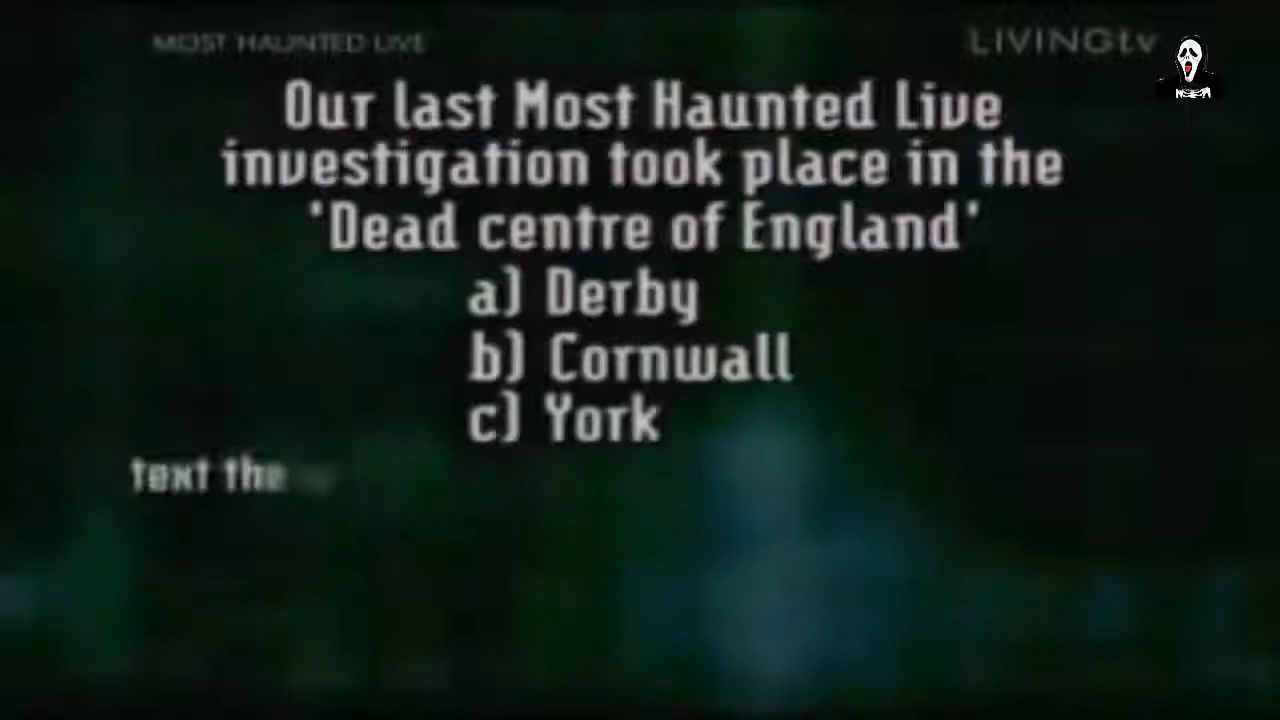 MOST HAUNTED LIVE
LIVINGtv
Our last Most Haunted Live
investigation took place in the
'Dead centre of England'
a) Derby
b) Cornwall
c) York
text the